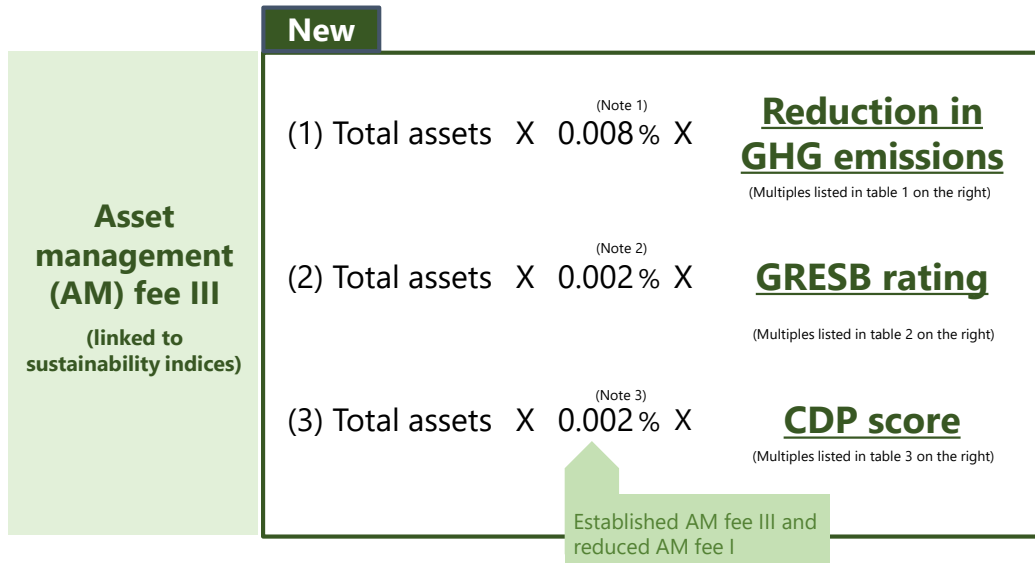 New
Asset
management
(AM) fee III
(linked to
sustainability indices)
(Note 1)
(1) Total assets X 0.008% X
Reduction in
GHG emissions
(Multiples listed in table 1 on the right)
(Note 2)
(2) Total assets X 0.002% X
GRESB rating
(Multiples listed in table 2 on the right)
(Note 3)
(3) Total assets X 0.002% X
CDP score
(Multiples listed in table 3 on the right)
Established AM fee III and
reduced AM fee I